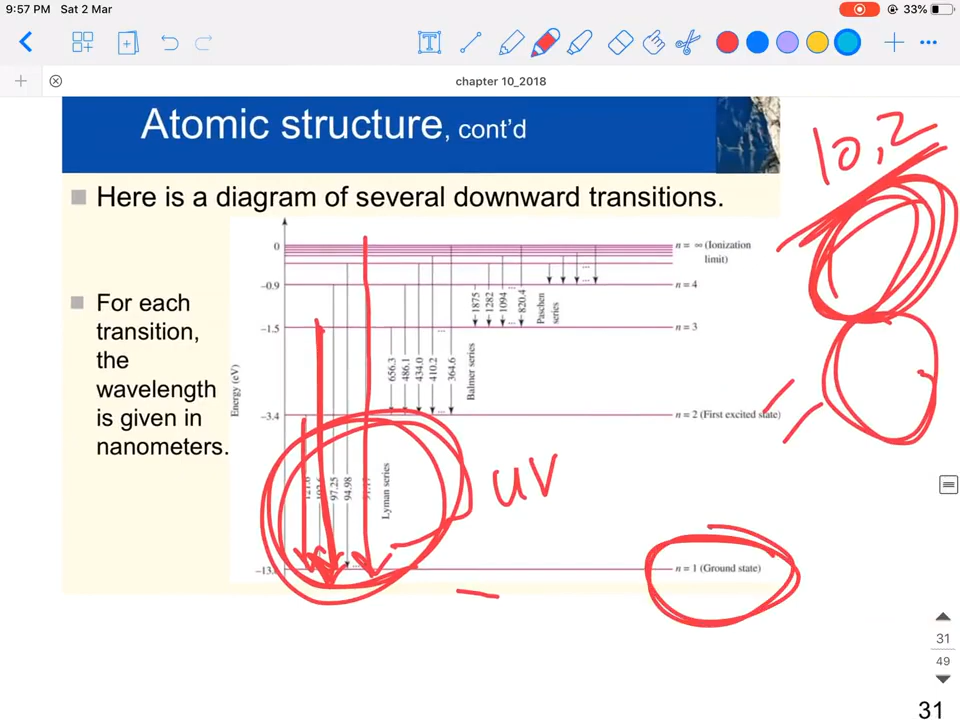 9:57 PM Sat 2 Mar
33%
chapter 10_2018
Atomic structure, cont'd
10,2
Here is a diagram of several downward transitions.
For each
transition,
the
wavelength
is given in
nanometers.
Energy (eV)
0
-0.9
-1.5
-3.4
n = ∞ (Ionization
limit)
n = 4
n = 3
n = 2 (First excited state)
n = 1 (Ground state)
1875
1282
1094
820.4
Paschen
series
656.3
486.1
434.0
410.2
364.6
Balmer series
97.25
94.98
Lyman series
UV
31
49
31